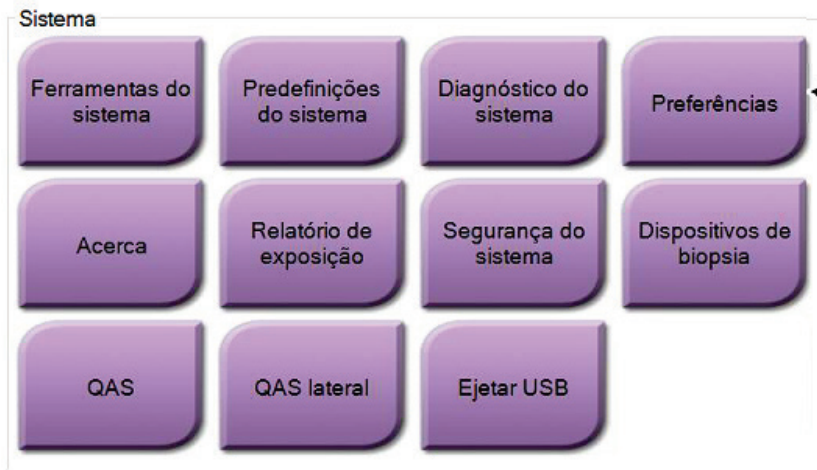 Sistema
Ferramentas do
sistema
Predefinições
do sistema
Diagnóstico do
sistema
Preferências
Acerca
Relatório de
exposição
Segurança do
sistema
Dispositivos de
biopsia
QAS
QAS lateral
Ejetar USB